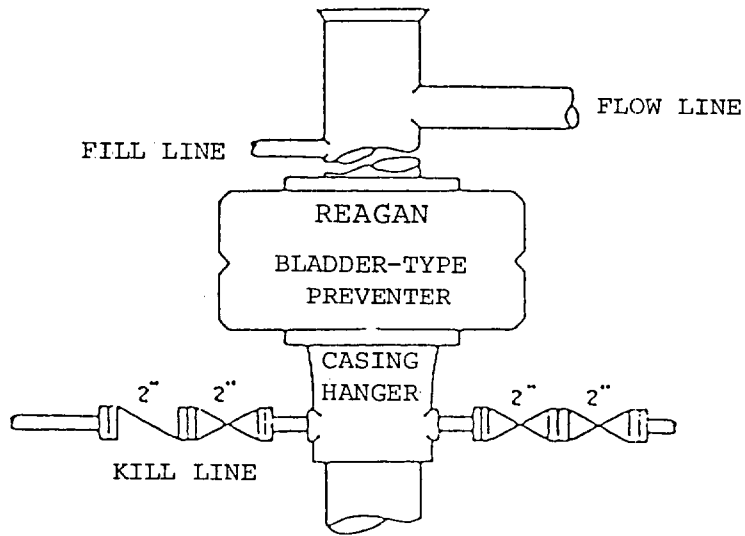 FLOW LINE
FILL LINE
REAGAN
BLADDER-TYPE
PREVENTER
CASING
HANGER
2" 2" 2" 2"
KILL LINE